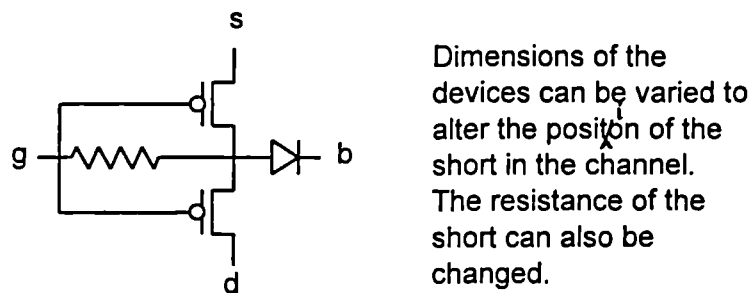 s
g
b
d
Dimensions of the
devices can be varied to
alter the position of the
short in the channel.
The resistance of the
short can also be
changed.